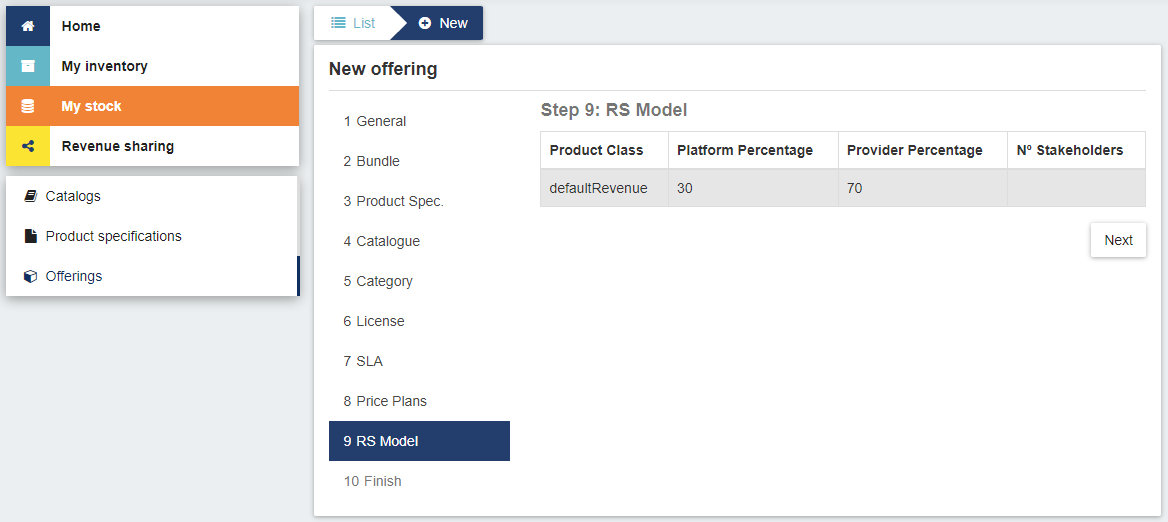 Home
My inventory
My stock
Revenue sharing
Catalogs
Product specifications
Offerings
List
New
New offering
1 General
2 Bundle
3 Product Spec.
4 Catalogue
5 Category
6 License
7 SLA
8 Price Plans
9 RS Model
10 Finish
Step 9: RS Model
Product Class Platform Percentage Provider Percentage Nº Stakeholders
defaultRevenue 30 70
Next